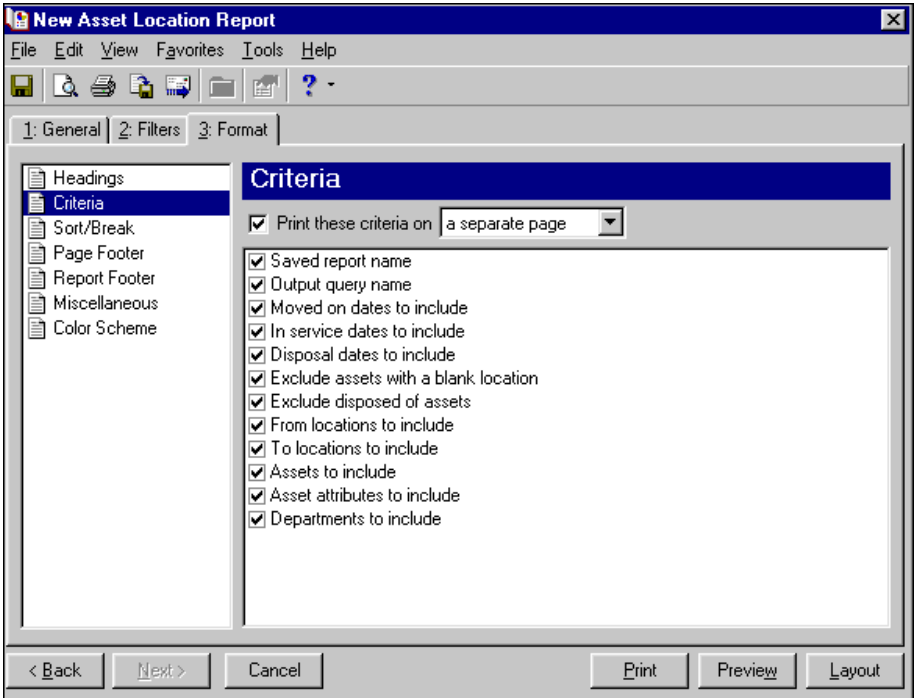 New Asset Location Report
File Edit View Favorites Tools Help
?
1: General 2: Filters 3: Format
Headings
Criteria
Sort/Break
Page Footer
Report Footer
Miscellaneous
Color Scheme
Criteria
Print these criteria on a separate page
Saved report name
Output query name
Moved on dates to include
In service dates to include
Disposal dates to include
Exclude assets with a blank location
Exclude disposed of assets
From locations to include
To locations to include
Assets to include
Asset attributes to include
Departments to include
< Back Next > Cancel Print Preview Layout